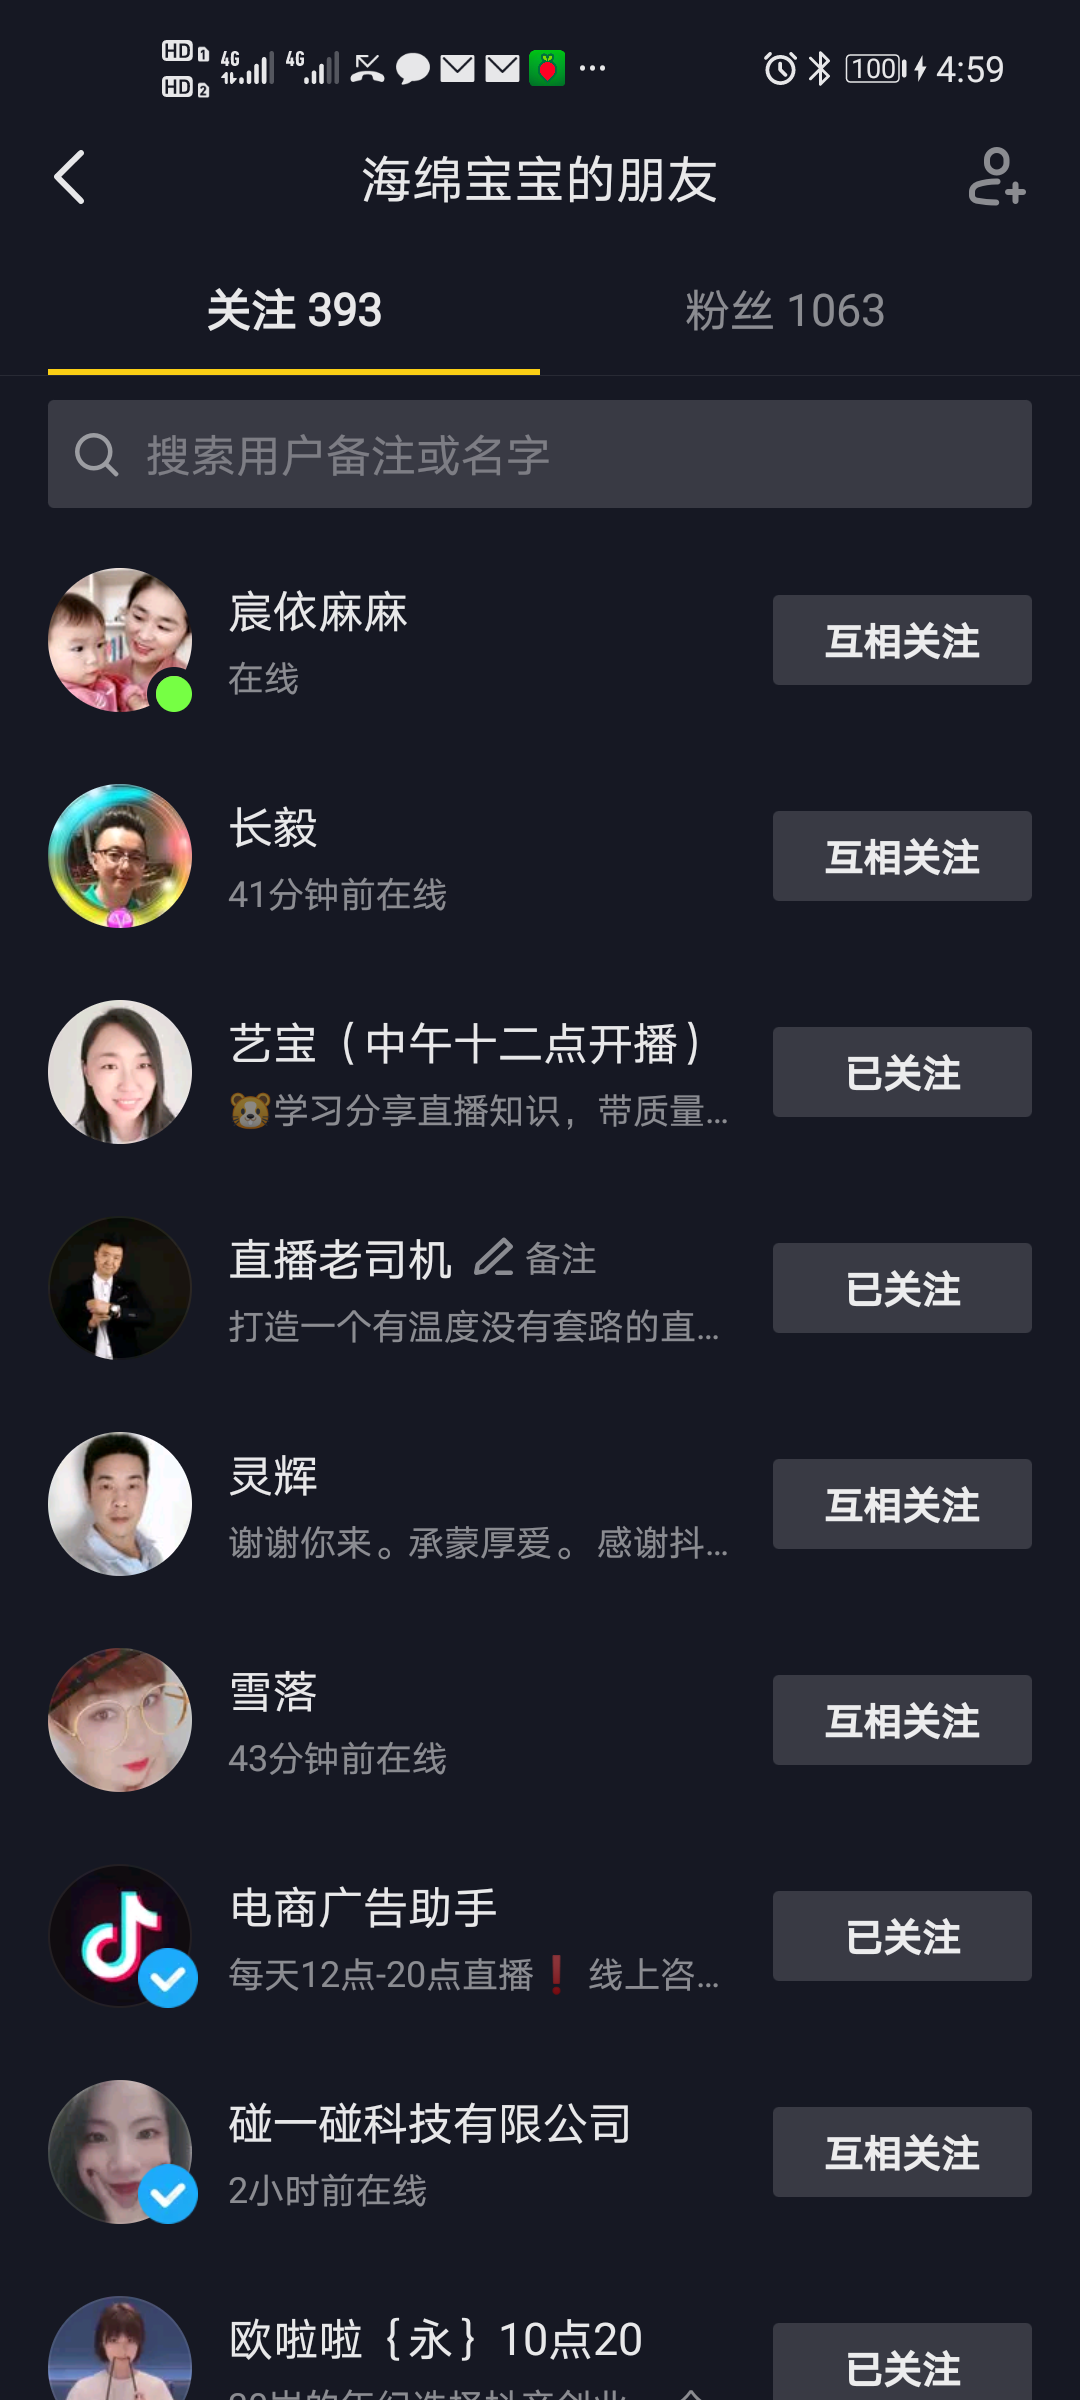 HD 1 4G 4G 100 4:59
HD 2
海绵宝宝的朋友
关注 393 粉丝 1063
搜索用户备注或名字
宸依麻麻
在线
互相关注
长毅
41分钟前在线
互相关注
艺宝（中午十二点开播）
🐯学习分享直播知识，带质量...
已关注
直播老司机 备注
打造一个有温度没有套路的直...
已关注
灵辉
谢谢你来。承蒙厚爱。感谢抖...
互相关注
雪落
43分钟前在线
互相关注
电商广告助手
每天12点-20点直播❗ 线上咨...
已关注
碰一碰科技有限公司
2小时前在线
互相关注
欧啦啦｛永｝10点20
已关注